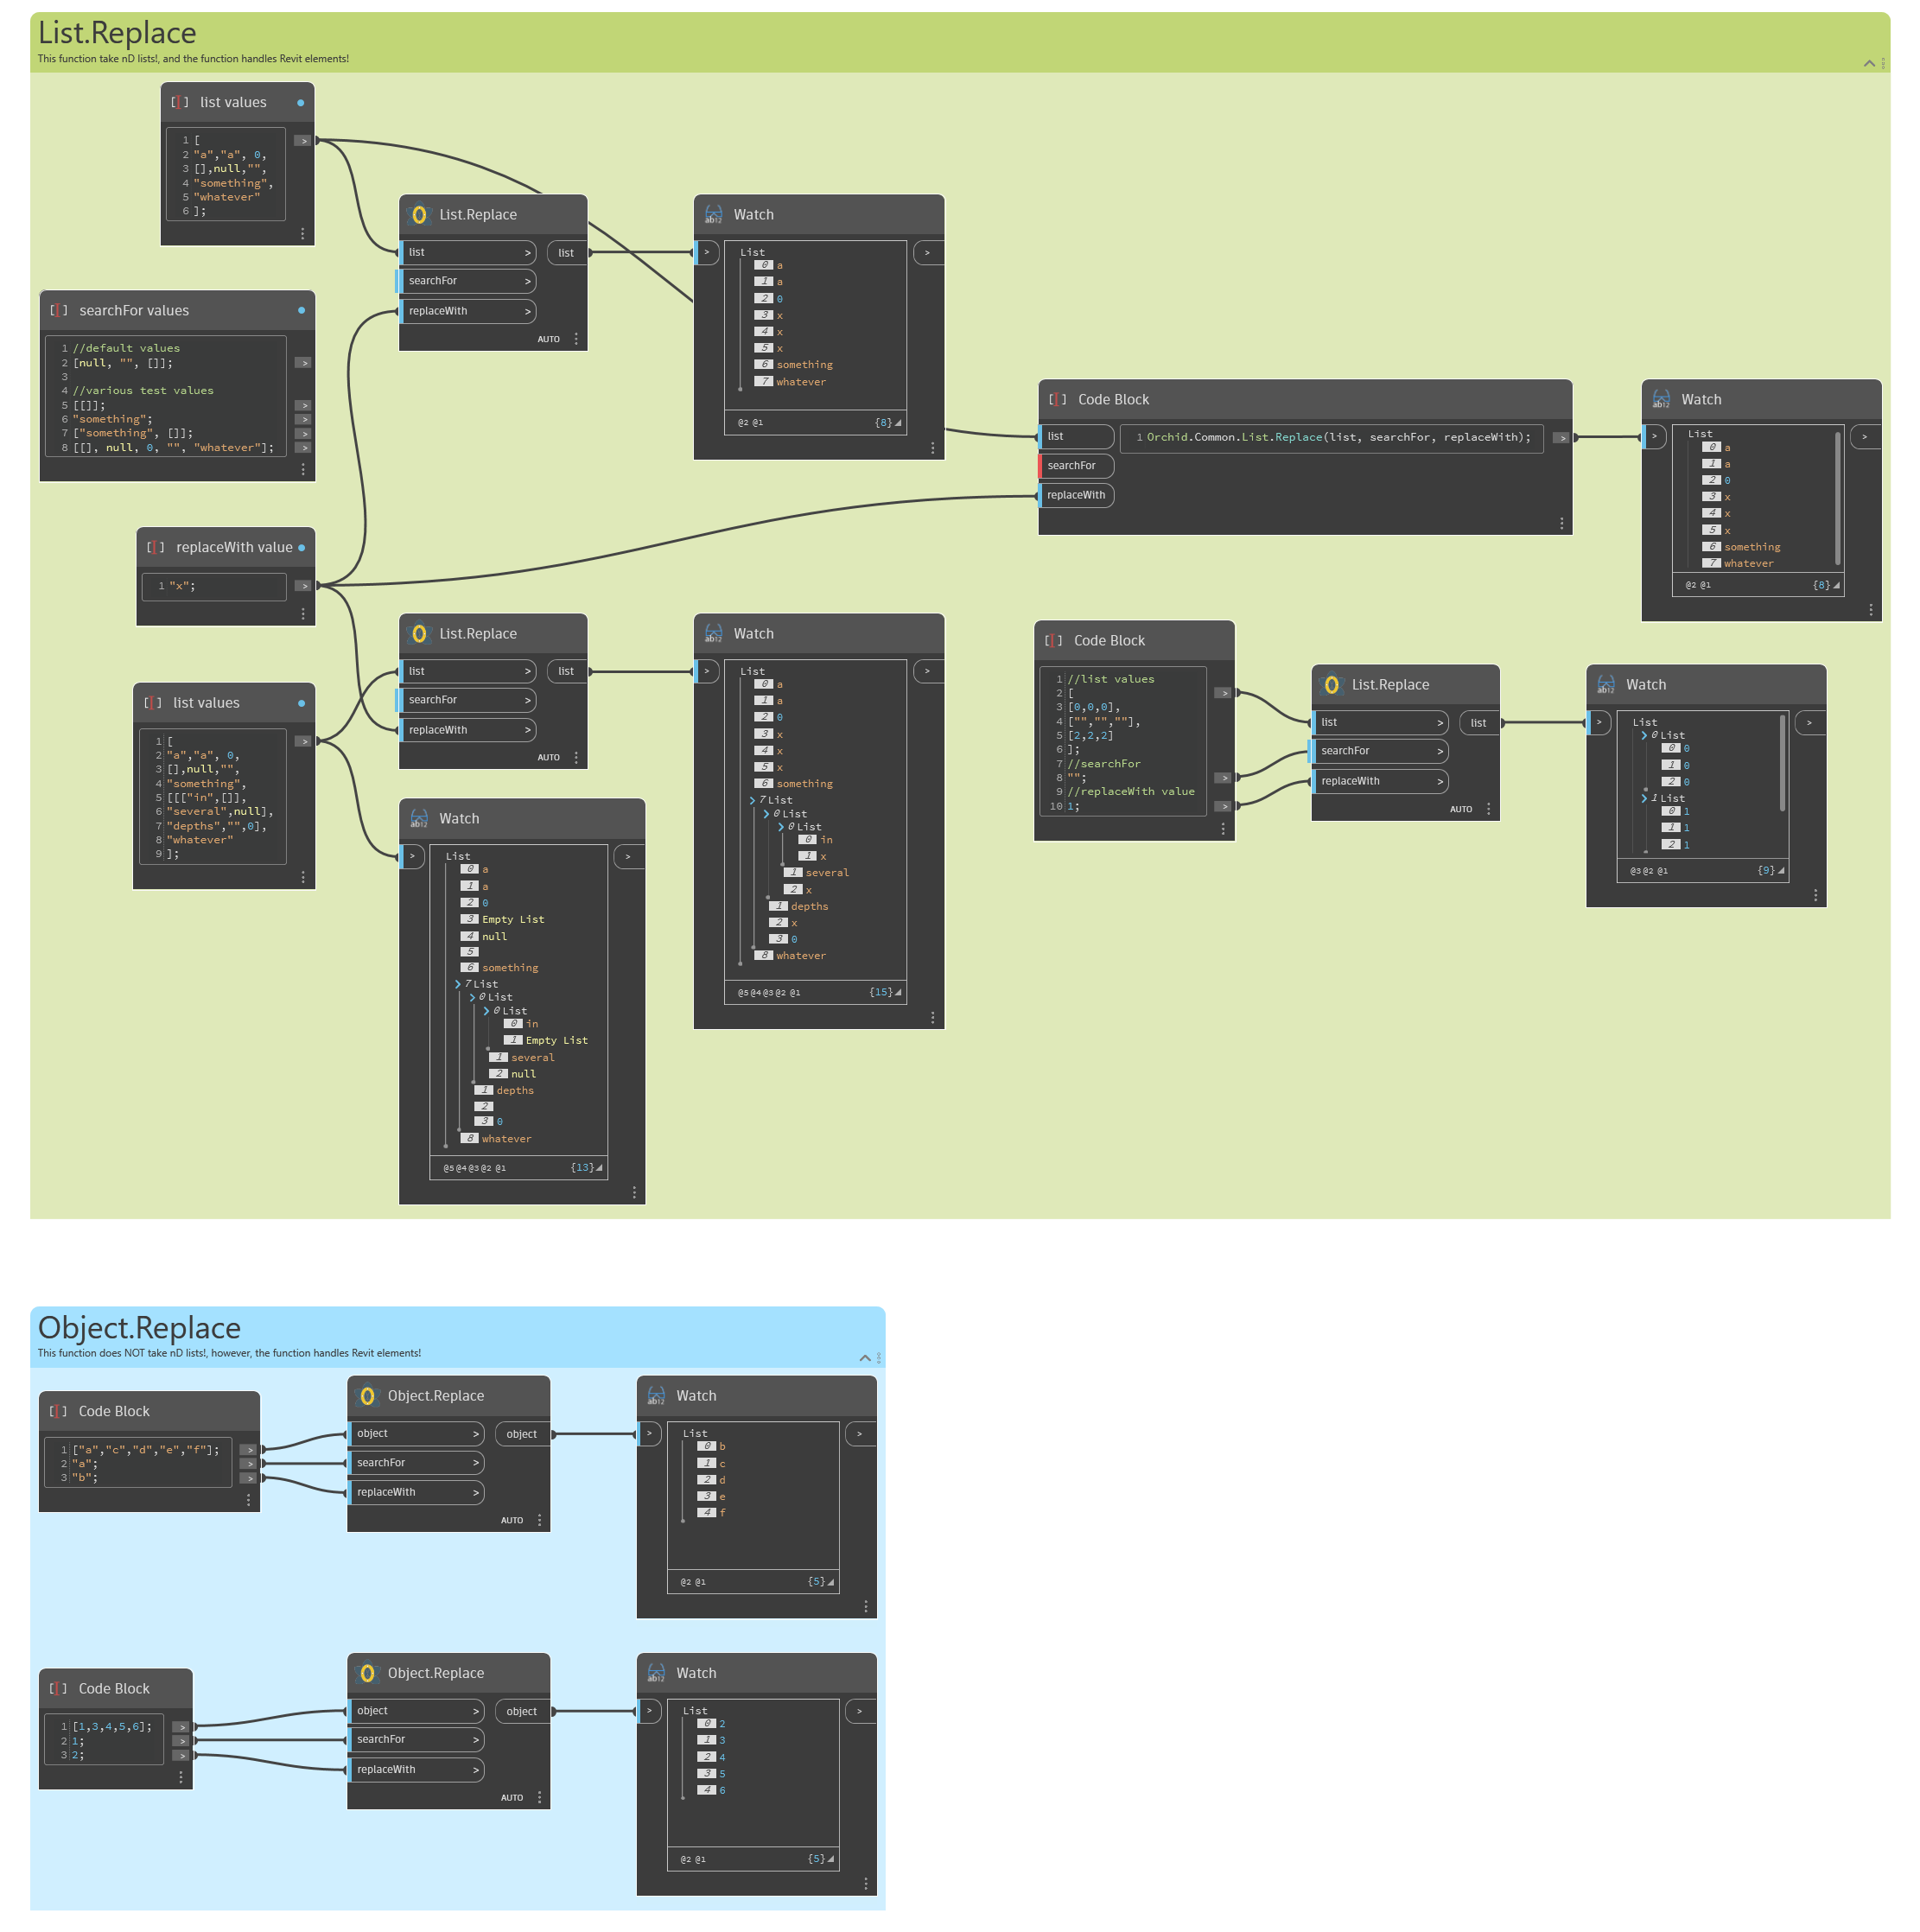 List.Replace
This function take nD lists!, and the function handles Revit elements!
list values
1 [
2 "a","a", 0,
3 [],null,"",
4 "something",
5 "whatever"
6 ];
>
List.Replace
list >
searchFor >
replaceWith >
list
AUTO
Watch
>
>
List
0 a
1 a
2 0
3 x
4 x
5 x
6 something
7 whatever
@2 @1 {8}
searchFor values
1 //default values
2 [null, "", []];
3
4 //various test values
5 [[]];
6 "something";
7 ["something", []];
8 [[], null, 0, "", "whatever"];
>
>
>
>
>
Code Block
list
searchFor
replaceWith
1 Orchid.Common.List.Replace(list, searchFor, replaceWith);
>
Watch
>
>
List
0 a
1 a
2 0
3 x
4 x
5 x
6 something
7 whatever
@2 @1 {8}
replaceWith value
1 "x";
>
List.Replace
list >
searchFor >
replaceWith >
list
AUTO
Watch
>
>
List
0 a
1 a
2 0
3 x
4 x
5 x
6 something
7 List
0 List
0 List
0 in
1 x
1 several
2 x
1 depths
2 x
3 0
8 whatever
@5 @4 @3 @2 @1 {15}
list values
1 [
2 "a","a", 0,
3 [],null,"",
4 "something",
5 [[["in",[]],
6 "several",null],
7 "depths","",0],
8 "whatever"
9 ];
>
Watch
>
>
List
0 a
1 a
2 0
3 Empty List
4 null
5
6 something
7 List
0 List
0 List
0 in
1 Empty List
1 several
2 null
1 depths
2
3 0
8 whatever
@5 @4 @3 @2 @1 {13}
Code Block
1 //list values
2 [
3 [0,0,0],
4 ["","",""],
5 [2,2,2]
6 ];
7 //searchFor
8 "";
9 //replaceWith value
10 1;
>
>
>
List.Replace
list >
searchFor >
replaceWith >
list
AUTO
Watch
>
>
List
0 List
0 0
1 0
2 0
1 List
0 1
1 1
2 1
@3 @2 @1 {9}
Object.Replace
This function does NOT take nD lists!, however, the function handles Revit elements!
Code Block
1 ["a","c","d","e","f"];
2 "a";
3 "b";
>
>
>
Object.Replace
object >
searchFor >
replaceWith >
object
AUTO
Watch
>
>
List
0 b
1 c
2 d
3 e
4 f
@2 @1 {5}
Code Block
1 [1,3,4,5,6];
2 1;
3 2;
>
>
>
Object.Replace
object >
searchFor >
replaceWith >
object
AUTO
Watch
>
>
List
0 2
1 3
2 4
3 5
4 6
@2 @1 {5}